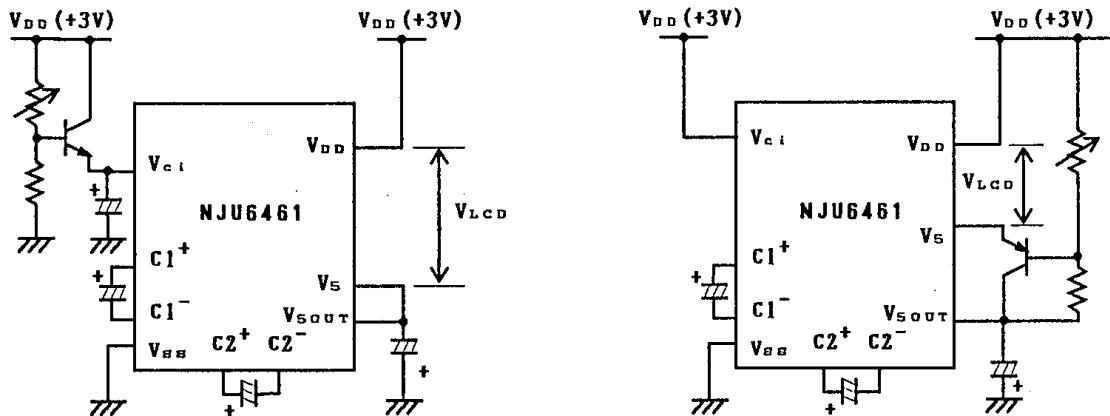 VDD (+3V)
VDD (+3V)
Vci
VDD
NJU6461
VLCD
C1+
C1-
V5
V5OUT
VSS
C2+ C2-
+
+
+
+
VDD (+3V)
VDD (+3V)
Vci
VDD
NJU6461
VLCD
V5
C1+
C1-
V5OUT
VSS
C2+ C2-
+
+
+